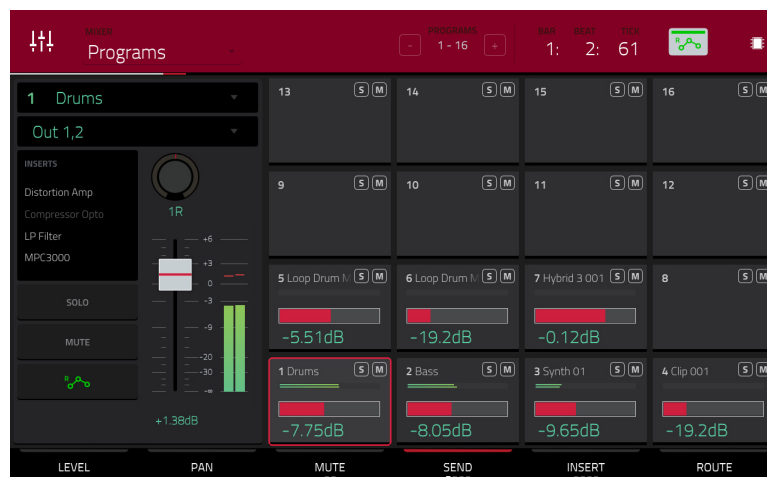 MIXER
Programs
PROGRAMS
- 1 - 16 +
BAR BEAT TICK
1: 2: 61
R
1 Drums
Out 1,2
INSERTS
Distortion Amp
Compressor Opto
LP Filter
MPC3000
SOLO
MUTE
R
1R
+6
+3
0
-3
-9
-20
-30
-∞
+1.38dB
13 S M
14 S M
15 S M
16 S M
9 S M
10 S M
11 S M
12 S M
5 Loop Drum S M
-5.51dB
6 Loop Drum S M
-19.2dB
7 Hybrid 3 001 S M
-0.12dB
8 S M
1 Drums S M
-7.75dB
2 Bass S M
-8.05dB
3 Synth 01 S M
-9.65dB
4 Clip 001 S M
-19.2dB
LEVEL PAN MUTE SEND INSERT ROUTE